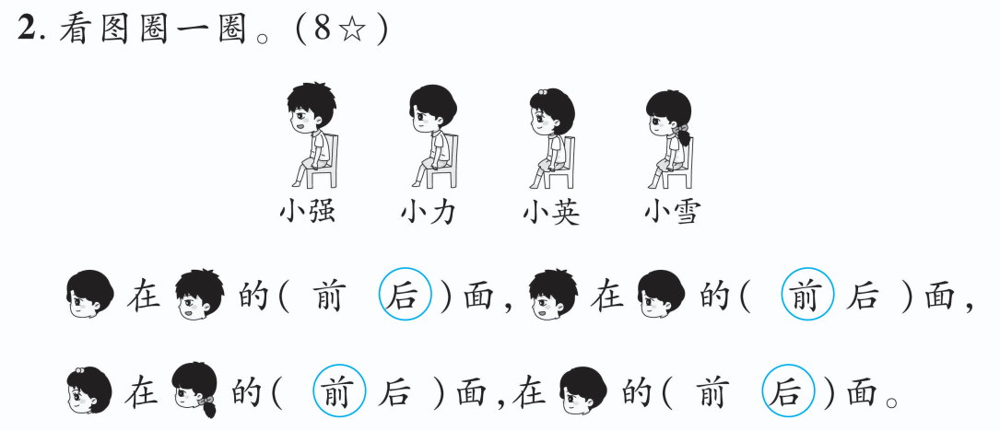 2. 看图圈一圈。(8☆)
小强 小力 小英 小雪
在 的( 前 后 )面, 在 的( 前 后 )面,
在 的( 前 后 )面,在 的( 前 后 )面。